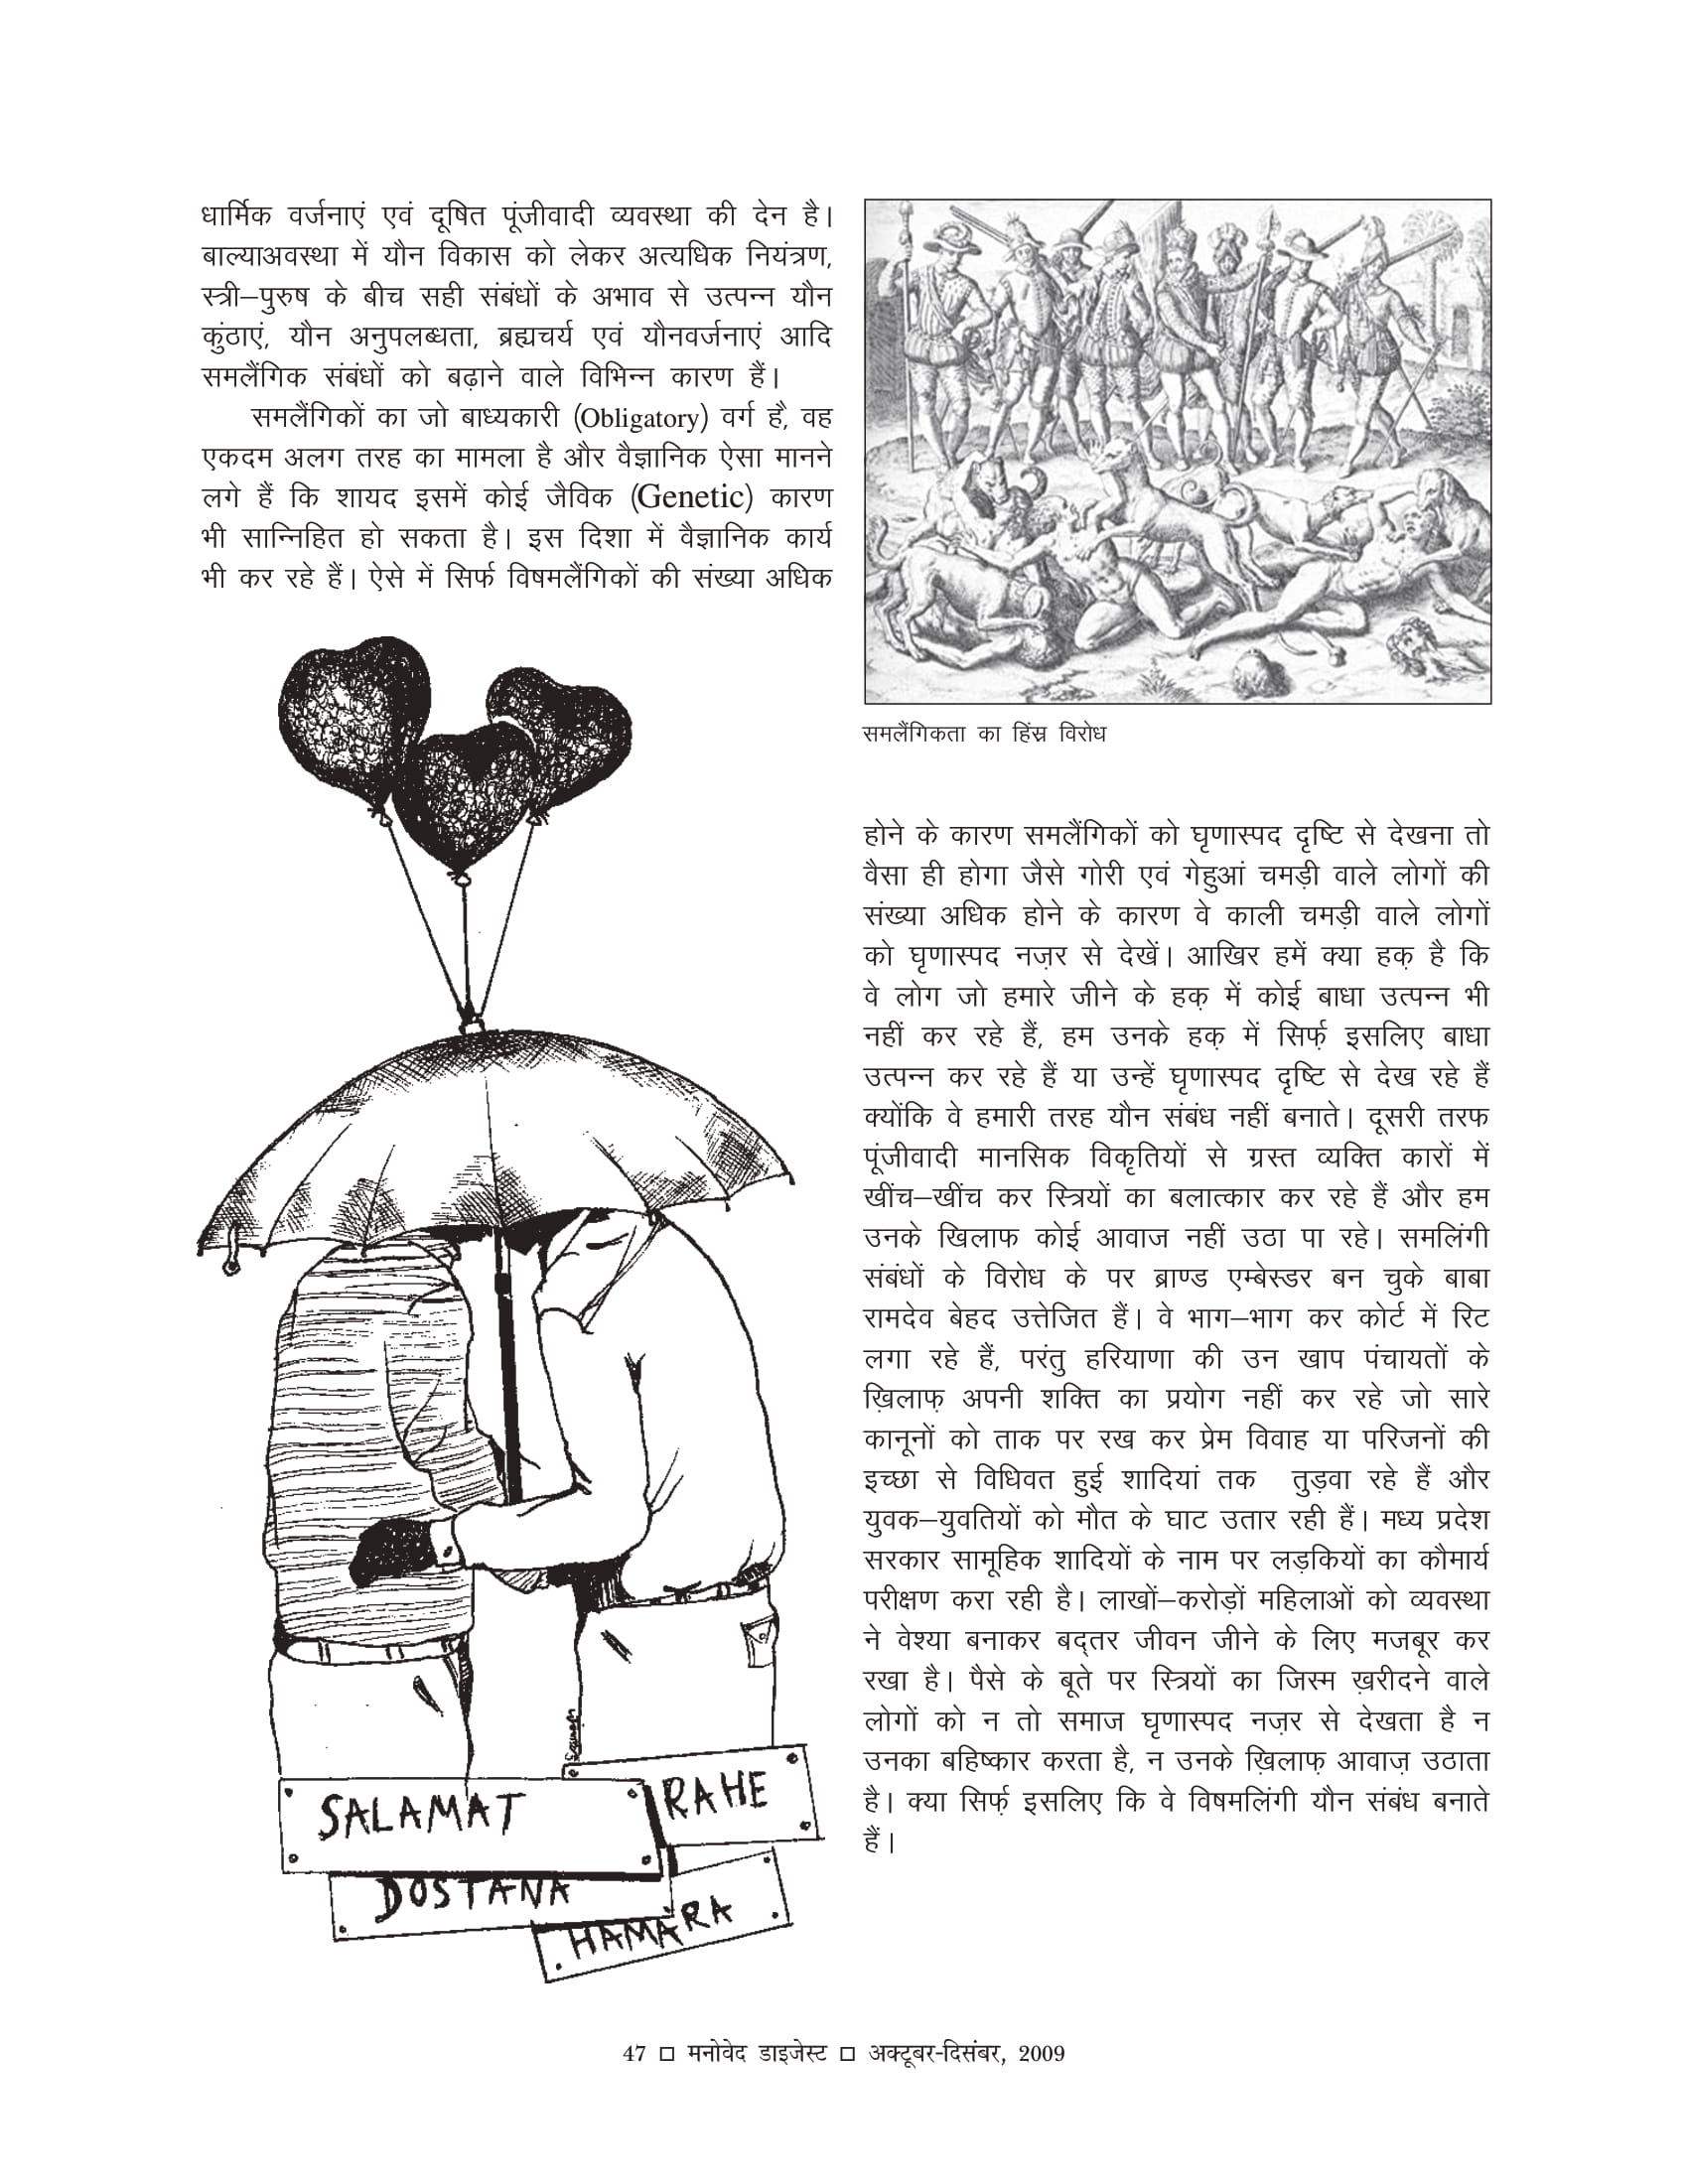 धार्मिक वर्जनाएं एवं दूषित पूंजीवादी व्यवस्था की देन है।
बाल्याअवस्था में यौन विकास को लेकर अत्यधिक नियंत्रण,
स्त्री–पुरुष के बीच सही संबंधों के अभाव से उत्पन्न यौन
कुंठाएं, यौन अनुपलब्धता, ब्रह्मचर्य एवं यौनवर्जनाएं आदि
समलैंगिक संबंधों को बढ़ाने वाले विभिन्न कारण हैं।
समलैंगिकों का जो बाध्यकारी (Obligatory) वर्ग है, वह
एकदम अलग तरह का मामला है और वैज्ञानिक ऐसा मानने
लगे हैं कि शायद इसमें कोई जैविक (Genetic) कारण
भी सान्निहित हो सकता है। इस दिशा में वैज्ञानिक कार्य
भी कर रहे हैं। ऐसे में सिर्फ विषमलैंगिकों की संख्या अधिक
SALAMAT
RAHE
DOSTANA
HAMARA
समलैंगिकता का हिंस्र विरोध
होने के कारण समलैंगिकों को घृणास्पद दृष्टि से देखना तो
वैसा ही होगा जैसे गोरी एवं गेहुआं चमड़ी वाले लोगों की
संख्या अधिक होने के कारण वे काली चमड़ी वाले लोगों
को घृणास्पद नज़र से देखें। आखिर हमें क्या हक़ है कि
वे लोग जो हमारे जीने के हक़ में कोई बाधा उत्पन्न भी
नहीं कर रहे हैं, हम उनके हक़ में सिर्फ़ इसलिए बाधा
उत्पन्न कर रहे हैं या उन्हें घृणास्पद दृष्टि से देख रहे हैं
क्योंकि वे हमारी तरह यौन संबंध नहीं बनाते। दूसरी तरफ
पूंजीवादी मानसिक विकृतियों से ग्रस्त व्यक्ति कारों में
खींच–खींच कर स्त्रियों का बलात्कार कर रहे हैं और हम
उनके खिलाफ कोई आवाज नहीं उठा पा रहे। समलिंगी
संबंधों के विरोध के पर ब्राण्ड एम्बेस्डर बन चुके बाबा
रामदेव बेहद उत्तेजित हैं। वे भाग–भाग कर कोर्ट में रिट
लगा रहे हैं, परंतु हरियाणा की उन खाप पंचायतों के
ख़िलाफ़ अपनी शक्ति का प्रयोग नहीं कर रहे जो सारे
कानूनों को ताक पर रख कर प्रेम विवाह या परिजनों की
इच्छा से विधिवत हुई शादियां तक तुड़वा रहे हैं और
युवक–युवतियों को मौत के घाट उतार रही हैं। मध्य प्रदेश
सरकार सामूहिक शादियों के नाम पर लड़कियों का कौमार्य
परीक्षण करा रही है। लाखों–करोड़ों महिलाओं को व्यवस्था
ने वेश्या बनाकर बद्तर जीवन जीने के लिए मजबूर कर
रखा है। पैसे के बूते पर स्त्रियों का जिस्म ख़रीदने वाले
लोगों को न तो समाज घृणास्पद नज़र से देखता है न
उनका बहिष्कार करता है, न उनके ख़िलाफ़ आवाज़ उठाता
है। क्या सिर्फ़ इसलिए कि वे विषमलिंगी यौन संबंध बनाते
हैं।
47 □ मनोवेद डाइजेस्ट □ अक्टूबर-दिसंबर, 2009